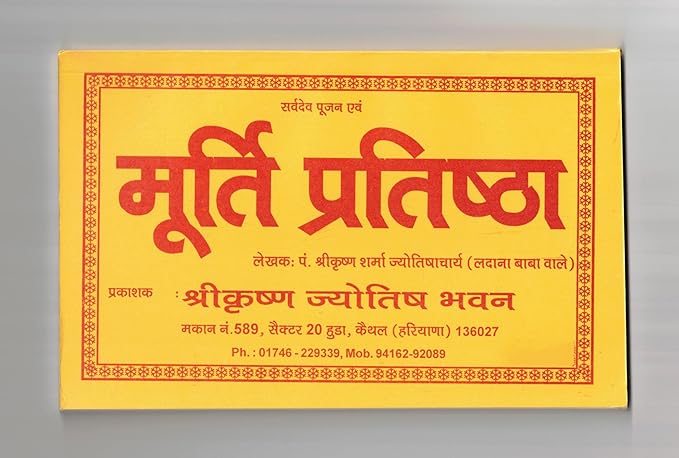 सर्वदेव पूजन एवं
मूर्ति प्रतिष्ठा
लेखक: पं. श्रीकृष्ण शर्मा ज्योतिषाचार्य (लदाना बाबा वाले)
प्रकाशक : श्रीकृष्ण ज्योतिष भवन
मकान नं.589, सैक्टर 20 हुडा, कैथल (हरियाणा) 136027
Ph. : 01746 - 229339, Mob. 94162-92089